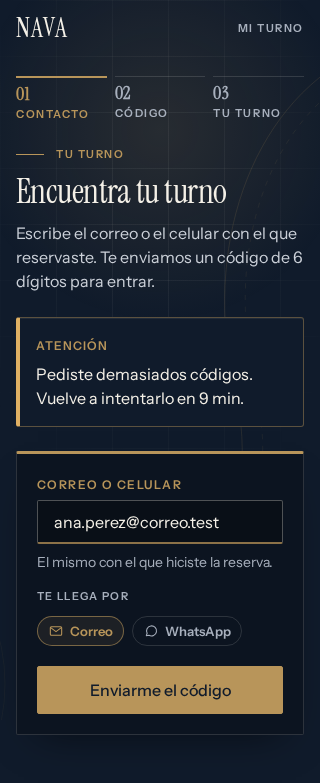 NAVA
MI TURNO
01
CONTACTO
02
CÓDIGO
03
TU TURNO
TU TURNO
Encuentra tu turno
Escribe el correo o el celular con el que
reservaste. Te enviamos un código de 6
dígitos para entrar.
ATENCIÓN
Pediste demasiados códigos.
Vuelve a intentarlo en 9 min.
CORREO O CELULAR
ana.perez@correo.test
El mismo con el que hiciste la reserva.
TE LLEGA POR
Correo
WhatsApp
Enviarme el código